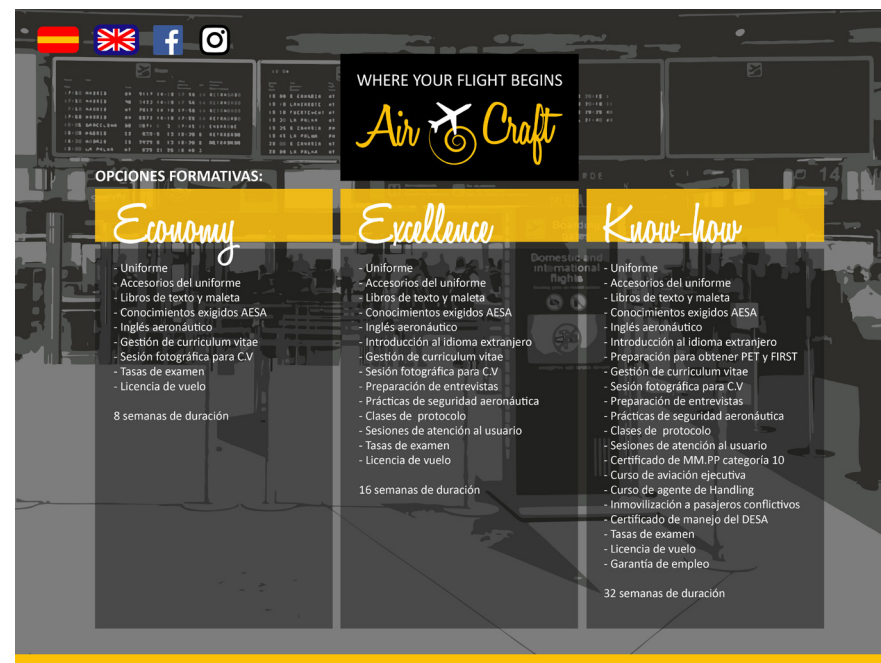 WHERE YOUR FLIGHT BEGINS
Air Craft
OPCIONES FORMATIVAS:
Economy
- Uniforme
- Accesorios del uniforme
- Libros de texto y maleta
- Conocimientos exigidos AESA
- Inglés aeronáutico
- Gestión de curriculum vitae
- Sesión fotográfica para C.V
- Tasas de examen
- Licencia de vuelo
8 semanas de duración
Excellence
- Uniforme
- Accesorios del uniforme
- Libros de texto y maleta
- Conocimientos exigidos AESA
- Inglés aeronáutico
- Introducción al idioma extranjero
- Gestión de curriculum vitae
- Sesión fotográfica para C.V
- Preparación de entrevistas
- Prácticas de seguridad aeronáutica
- Clases de  protocolo
- Sesiones de atención al usuario
- Tasas de examen
- Licencia de vuelo
16 semanas de duración
Know-how
- Uniforme
- Accesorios del uniforme
- Libros de texto y maleta
- Conocimientos exigidos AESA
- Inglés aeronáutico
- Introducción al idioma extranjero
- Preparación para obtener PET y FIRST
- Gestión de curriculum vitae
- Sesión fotográfica para C.V
- Preparación de entrevistas
- Prácticas de seguridad aeronáutica
- Clases de  protocolo
- Sesiones de atención al usuario
- Certificado de MM.PP categoría 10
- Curso de aviación ejecutiva
- Curso de agente de Handling
- Inmovilización a pasajeros conflictivos
- Certificado de manejo del DESA
- Tasas de examen
- Licencia de vuelo
- Garantía de empleo
32 semanas de duración
Domestic and
international
flights
14